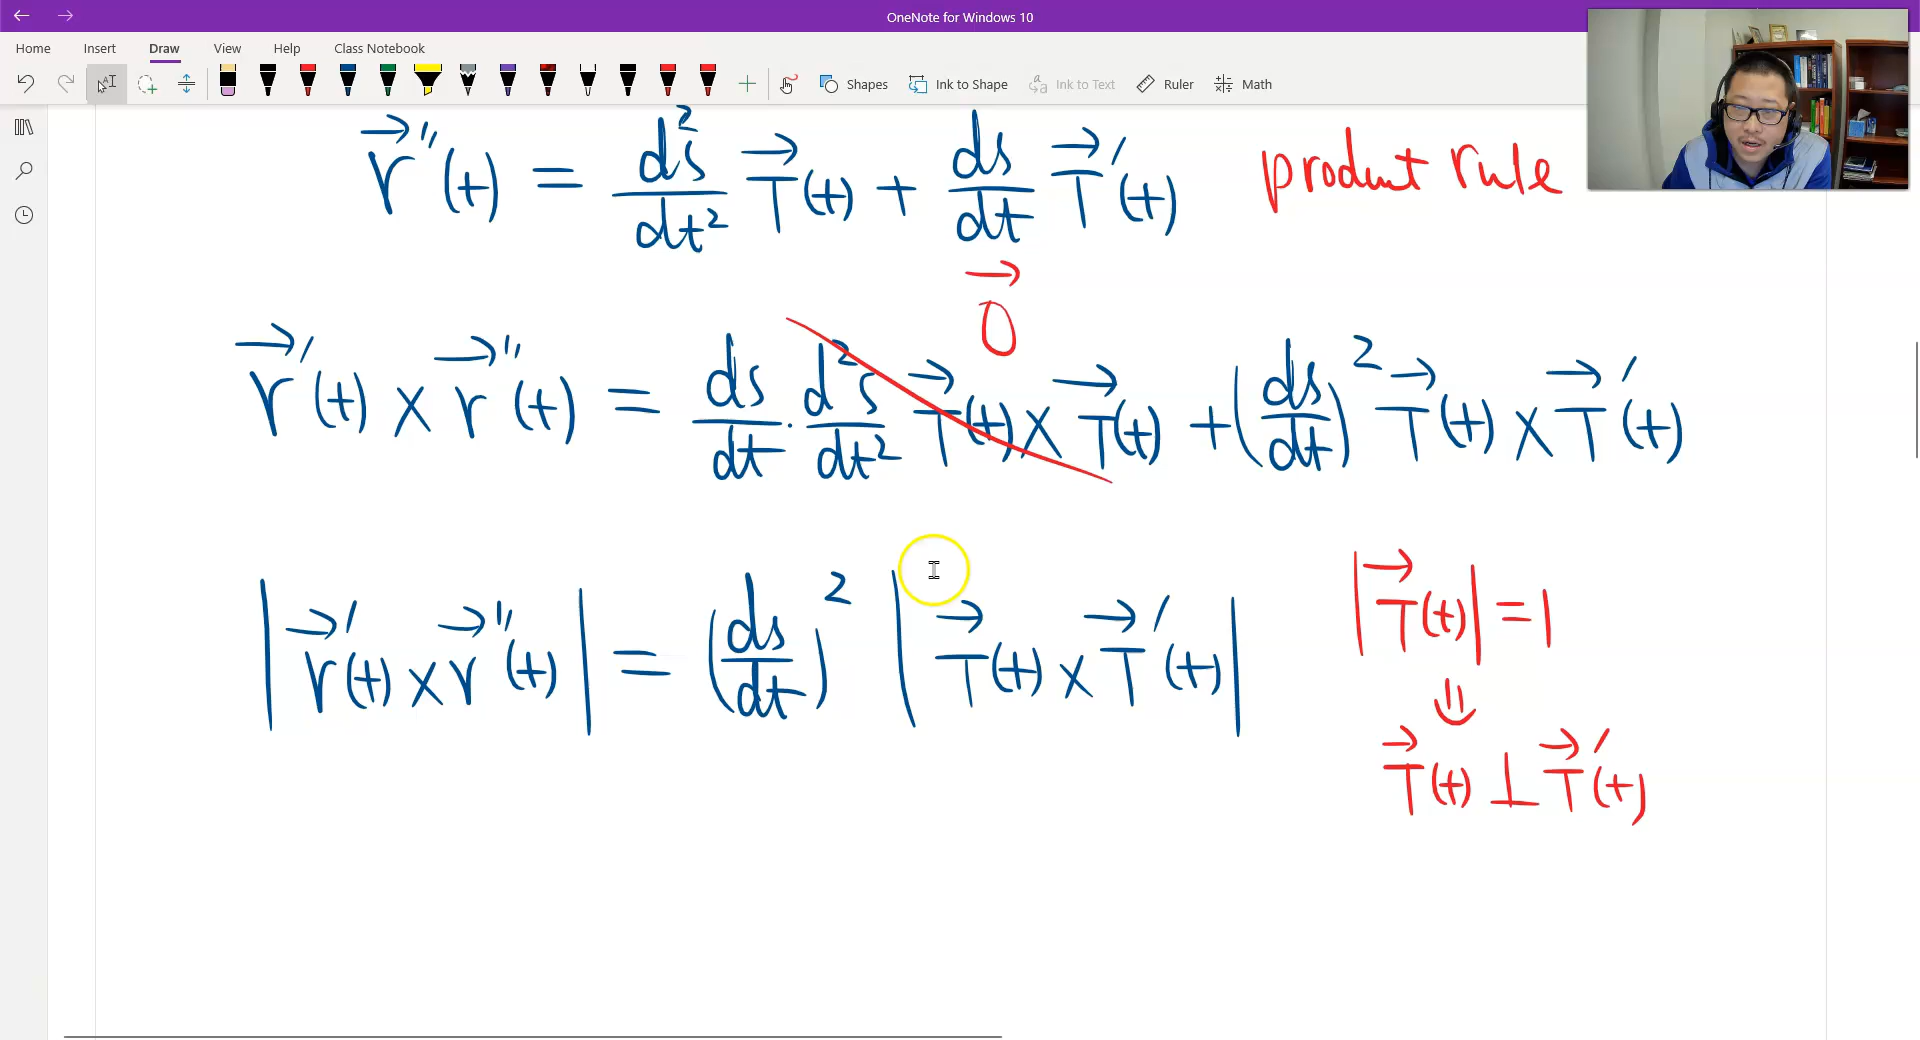 OneNote for Windows 10
Home Insert Draw View Help Class Notebook
Shapes Ink to Shape Ink to Text Ruler Math
r⃗''(t) = d²s/dt² T⃗(t) + ds/dt T⃗'(t) product rule
0⃗
r⃗'(t) × r⃗''(t) = ds/dt · d²s/dt² T⃗(t) × T⃗(t) + (ds/dt)² T⃗(t) × T⃗'(t)
|r⃗'(t) × r⃗''(t)| = (ds/dt)² |T⃗(t) × T⃗'(t)|
|T⃗(t)| = 1
⇓
T⃗(t) ⊥ T⃗'(t)